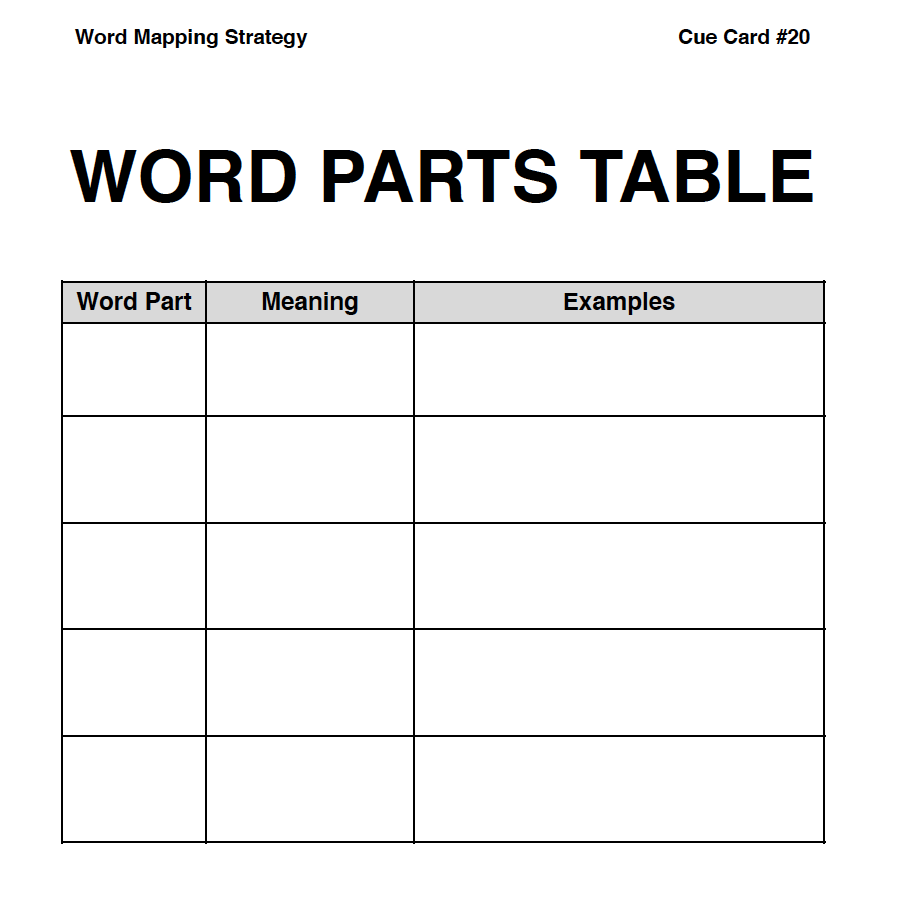 Word Mapping Strategy Cue Card #20
WORD PARTS TABLE
Word Part Meaning Examples